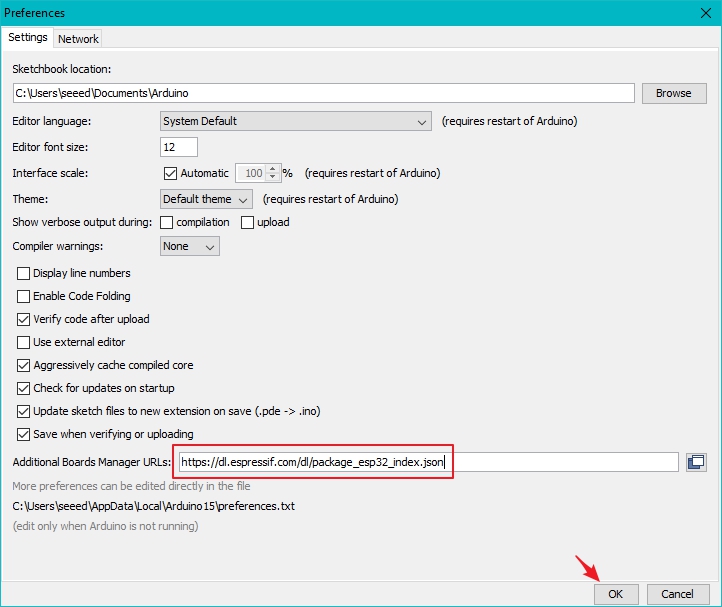 Preferences
Settings Network
Sketchbook location:
C:\Users\seeed\Documents\Arduino Browse
Editor language: System Default (requires restart of Arduino)
Editor font size: 12
Interface scale: Automatic 100 % (requires restart of Arduino)
Theme: Default theme (requires restart of Arduino)
Show verbose output during: compilation upload
Compiler warnings: None
Display line numbers
Enable Code Folding
Verify code after upload
Use external editor
Aggressively cache compiled core
Check for updates on startup
Update sketch files to new extension on save (.pde -> .ino)
Save when verifying or uploading
Additional Boards Manager URLs: https://dl.espressif.com/dl/package_esp32_index.json
More preferences can be edited directly in the file
C:\Users\seeed\AppData\Local\Arduino15\preferences.txt
(edit only when Arduino is not running)
OK Cancel